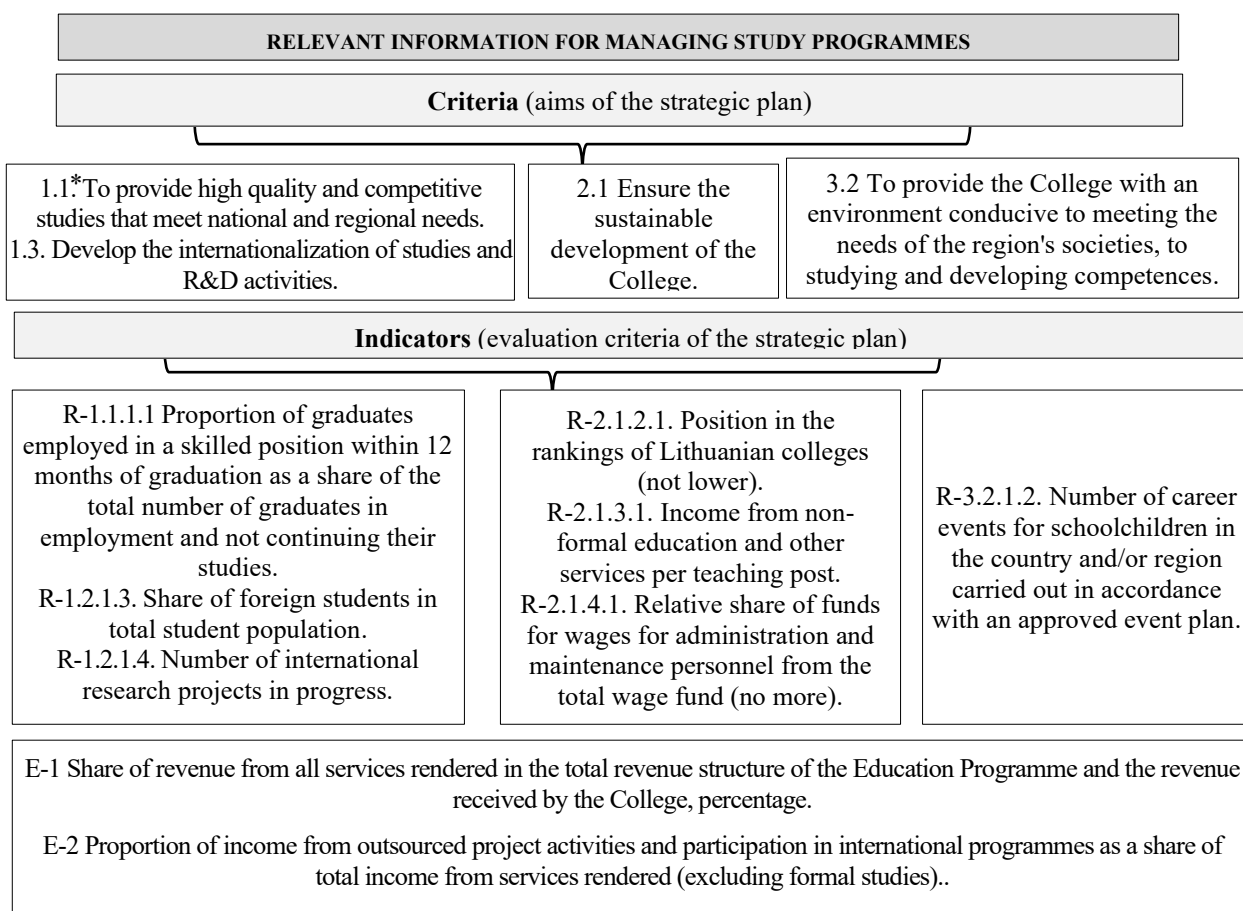 RELEVANT INFORMATION FOR MANAGING STUDY PROGRAMMES
Criteria (aims of the strategic plan)
1.1.* To provide high quality and competitive
studies that meet national and regional needs.
1.3. Develop the internationalization of studies and
R&D activities.
2.1 Ensure the
sustainable
development of the
College.
3.2 To provide the College with an
environment conducive to meeting the
needs of the region's societies, to
studying and developing competences.
Indicators (evaluation criteria of the strategic plan)
R-1.1.1.1 Proportion of graduates
employed in a skilled position within 12
months of graduation as a share of the
total number of graduates in
employment and not continuing their
studies.
R-1.2.1.3. Share of foreign students in
total student population.
R-1.2.1.4. Number of international
research projects in progress.
R-2.1.2.1. Position in the
rankings of Lithuanian colleges
(not lower).
R-2.1.3.1. Income from non-
formal education and other
services per teaching post.
R-2.1.4.1. Relative share of funds
for wages for administration and
maintenance personnel from the
total wage fund (no more).
R-3.2.1.2. Number of career
events for schoolchildren in
the country and/or region
carried out in accordance
with an approved event plan.
E-1 Share of revenue from all services rendered in the total revenue structure of the Education Programme and the revenue
received by the College, percentage.
E-2 Proportion of income from outsourced project activities and participation in international programmes as a share of
total income from services rendered (excluding formal studies)..